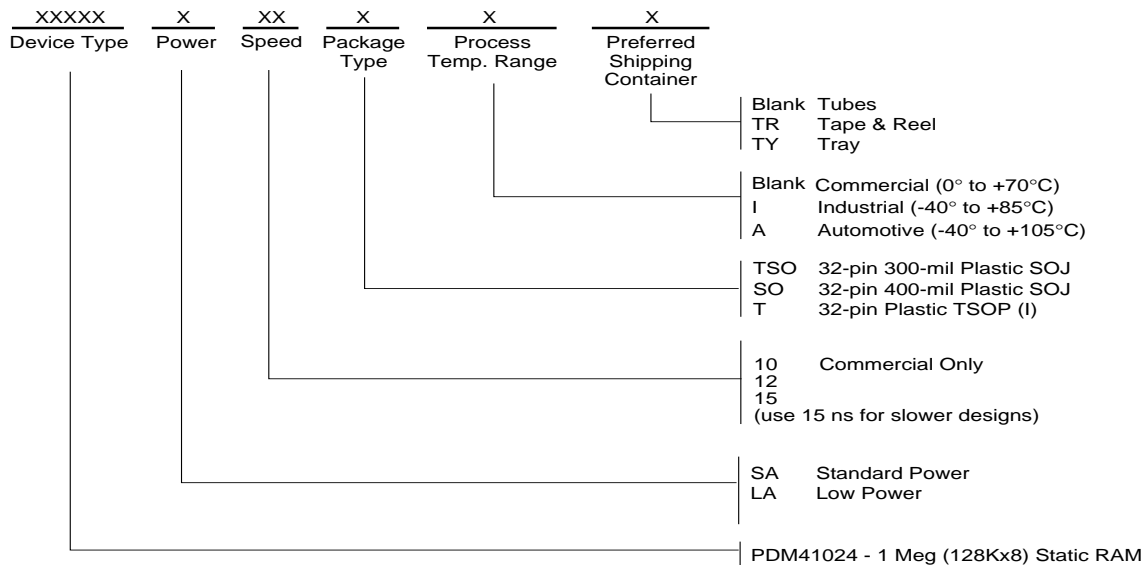 XXXXX X XX X X X
Device Type Power Speed Package Type Process Temp. Range Preferred Shipping Container
Blank Tubes
TR Tape & Reel
TY Tray
Blank Commercial (0° to +70°C)
I Industrial (-40° to +85°C)
A Automotive (-40° to +105°C)
TSO 32-pin 300-mil Plastic SOJ
SO 32-pin 400-mil Plastic SOJ
T 32-pin Plastic TSOP (I)
10 Commercial Only
12
15
(use 15 ns for slower designs)
SA Standard Power
LA Low Power
PDM41024 - 1 Meg (128Kx8) Static RAM